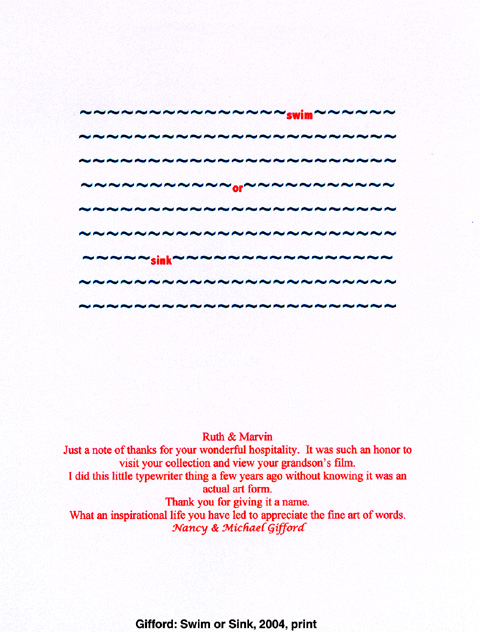 ~~~~~~~~~~~~~~~swim~~~~~~
~~~~~~~~~~~~~~~~~~~~~~~
~~~~~~~~~~~~~~~~~~~~~~~
~~~~~~~~~~~or~~~~~~~~~~~
~~~~~~~~~~~~~~~~~~~~~~~
~~~~~~~~~~~~~~~~~~~~~~~
~~~~~sink~~~~~~~~~~~~~~~~
~~~~~~~~~~~~~~~~~~~~~~~
~~~~~~~~~~~~~~~~~~~~~~~
Ruth & Marvin
Just a note of thanks for your wonderful hospitality.  It was such an honor to
visit your collection and view your grandson's film.
I did this little typewriter thing a few years ago without knowing it was an
actual art form.
Thank you for giving it a name.
What an inspirational life you have led to appreciate the fine art of words.
Nancy & Michael Gifford
Gifford: Swim or Sink, 2004, print